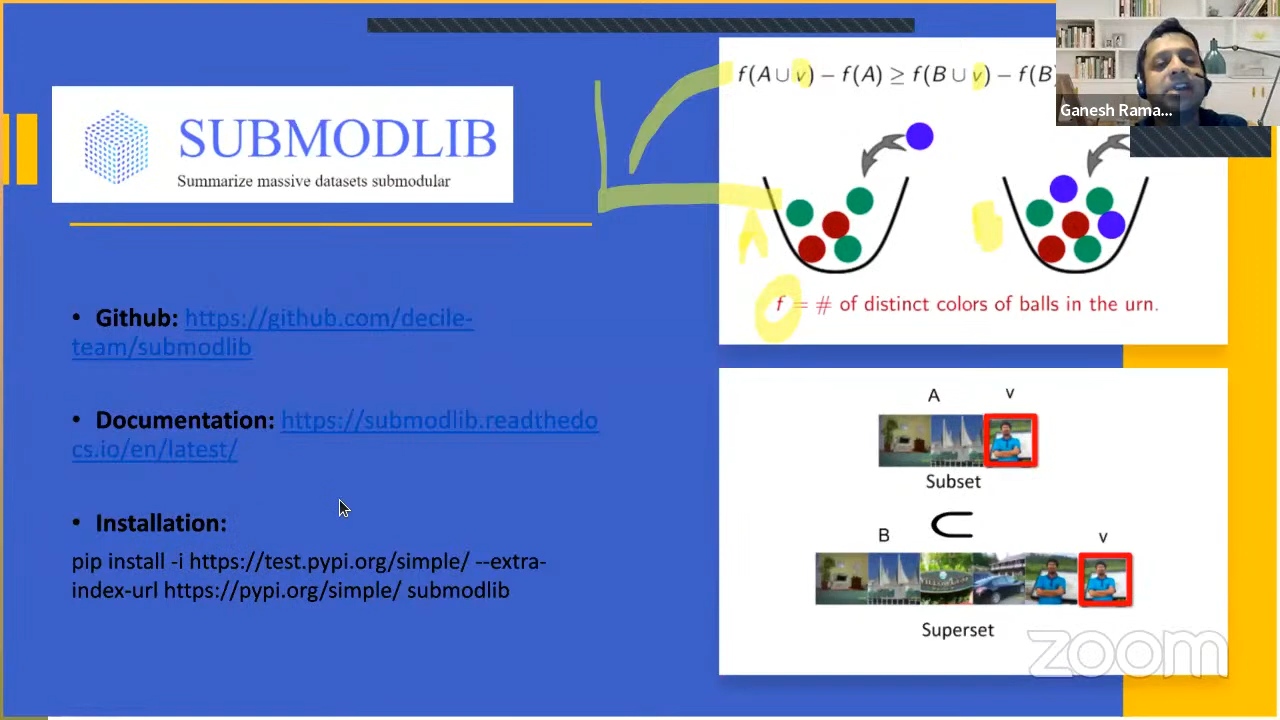 SUBMODLIB
Summarize massive datasets submodular
• Github: https://github.com/decile-
team/submodlib
• Documentation: https://submodlib.readthedo
cs.io/en/latest/
• Installation:
pip install -i https://test.pypi.org/simple/ --extra-
index-url https://pypi.org/simple/ submodlib
f(A ∪ v) − f(A) ≥ f(B ∪ v) − f(B)
f = # of distinct colors of balls in the urn.
A v
Subset
⊂
B v
Superset
Ganesh Rama...
zoom